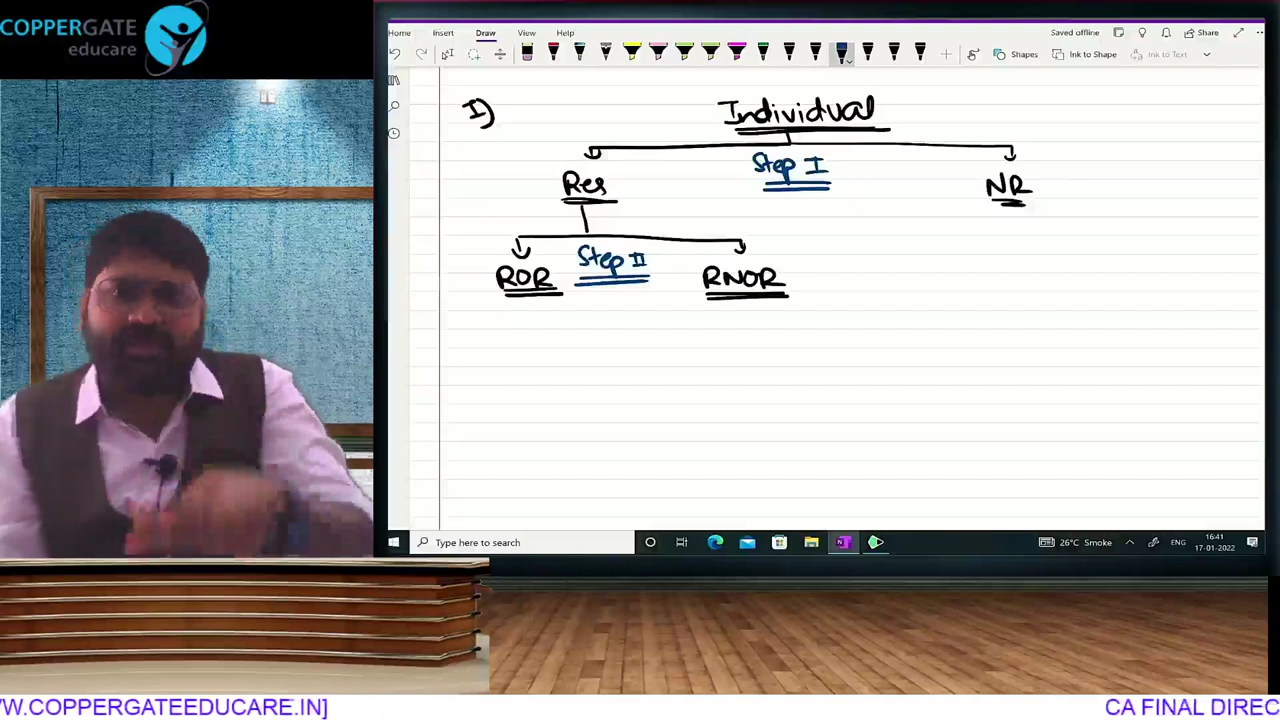 COPPERGATE
educare
Home Insert Draw View Help
Saved offline
Share
Shapes
Ink to Shape
Ink to Text
I) Individual
Step I
Res
NR
Step II
ROR
RNOR
Type here to search
26°C Smoke
ENG
16:41
17-01-2022
W.COPPERGATEEDUCARE.IN]
CA FINAL DIREC